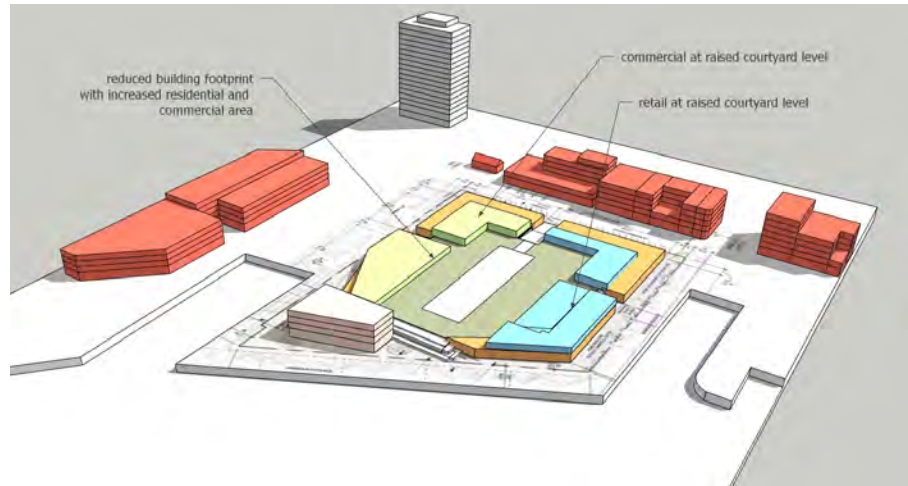 reduced building footprint
with increased residential and
commercial area
commercial at raised courtyard level
retail at raised courtyard level